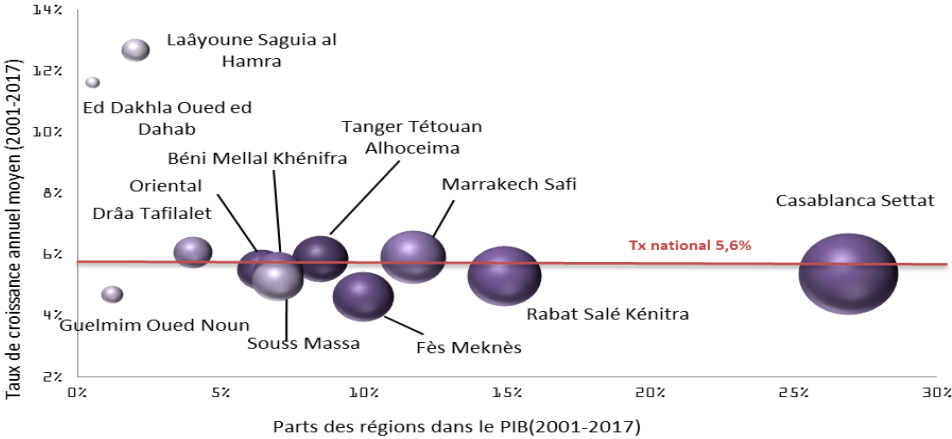 Taux de croissance annuel moyen (2001-2017)
14%
12%
10%
8%
6%
4%
2%
Laâyoune Saguia al
Hamra
Ed Dakhla Oued ed
Dahab
Tanger Tétouan
Alhoceima
Béni Mellal Khénifra
Oriental
Marrakech Safi
Drâa Tafilalet
Casablanca Settat
Tx national 5,6%
Guelmim Oued Noun
Souss Massa
Fès Meknès
Rabat Salé Kénitra
0% 5% 10% 15% 20% 25% 30%
Parts des régions dans le PIB(2001-2017)